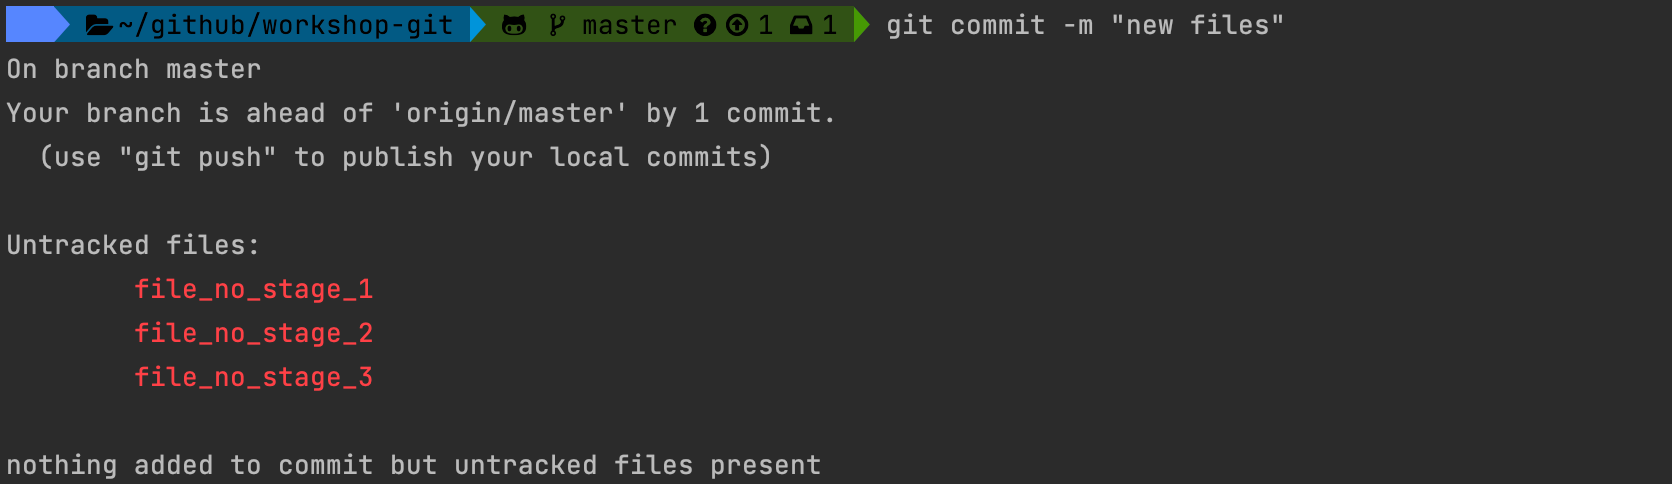 ~/github/workshop-git master 1 1 git commit -m "new files"
On branch master
Your branch is ahead of 'origin/master' by 1 commit.
(use "git push" to publish your local commits)
Untracked files:
file_no_stage_1
file_no_stage_2
file_no_stage_3
nothing added to commit but untracked files present